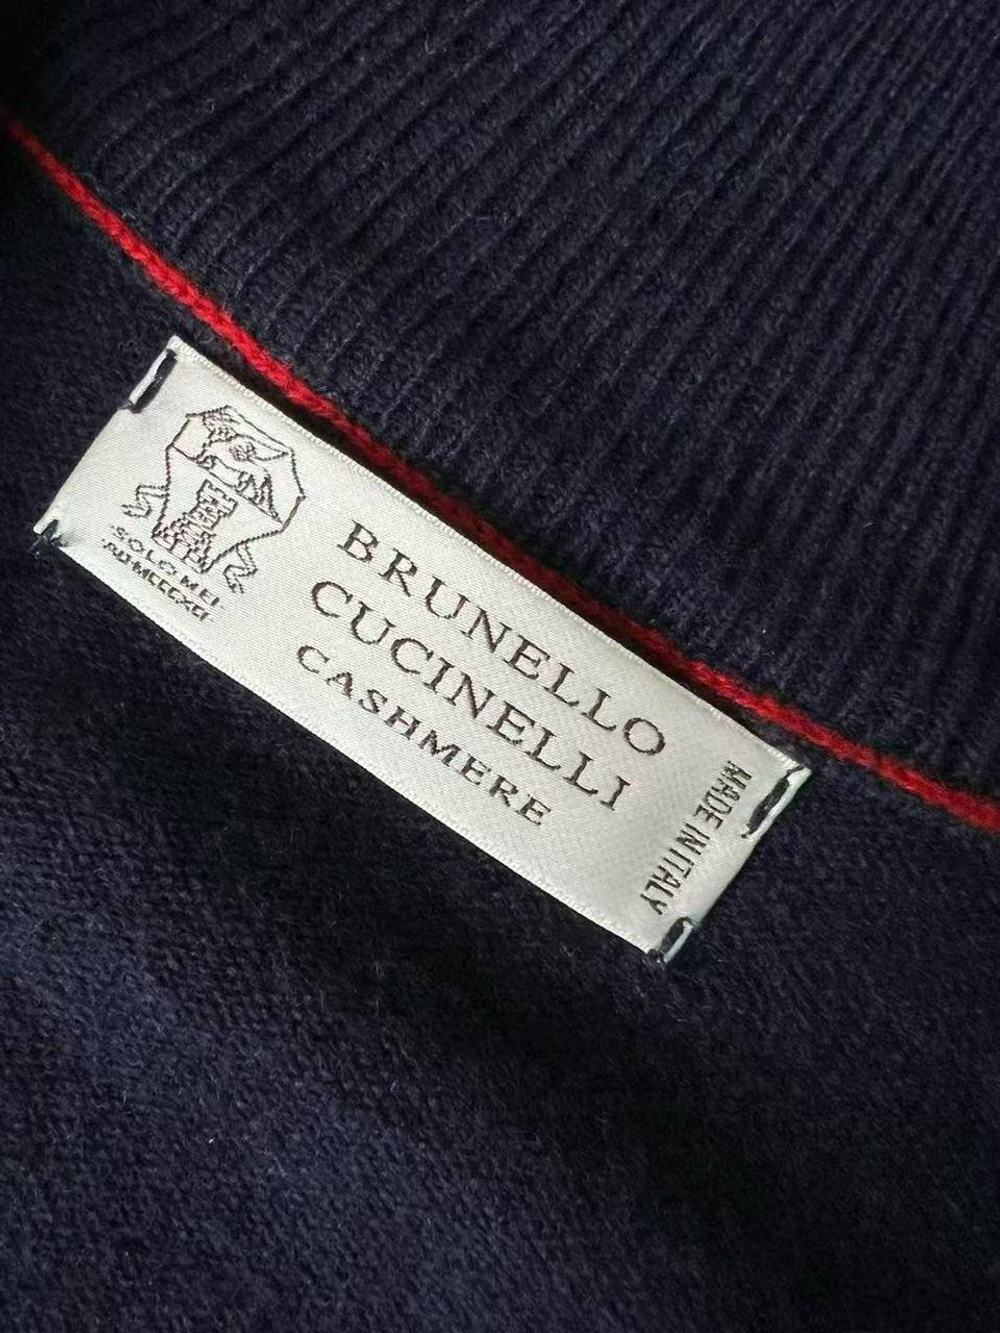 BRUNELLO
CUCINELLI
CASHMERE
SOLOMEI
MADE IN ITALY